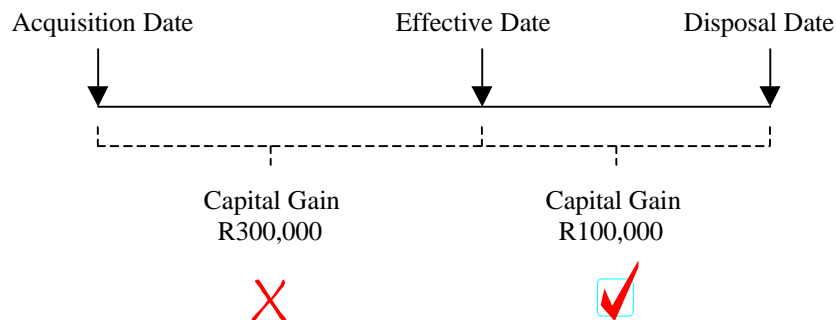 Acquisition Date
Effective Date
Disposal Date
Capital Gain
R300,000
Capital Gain
R100,000